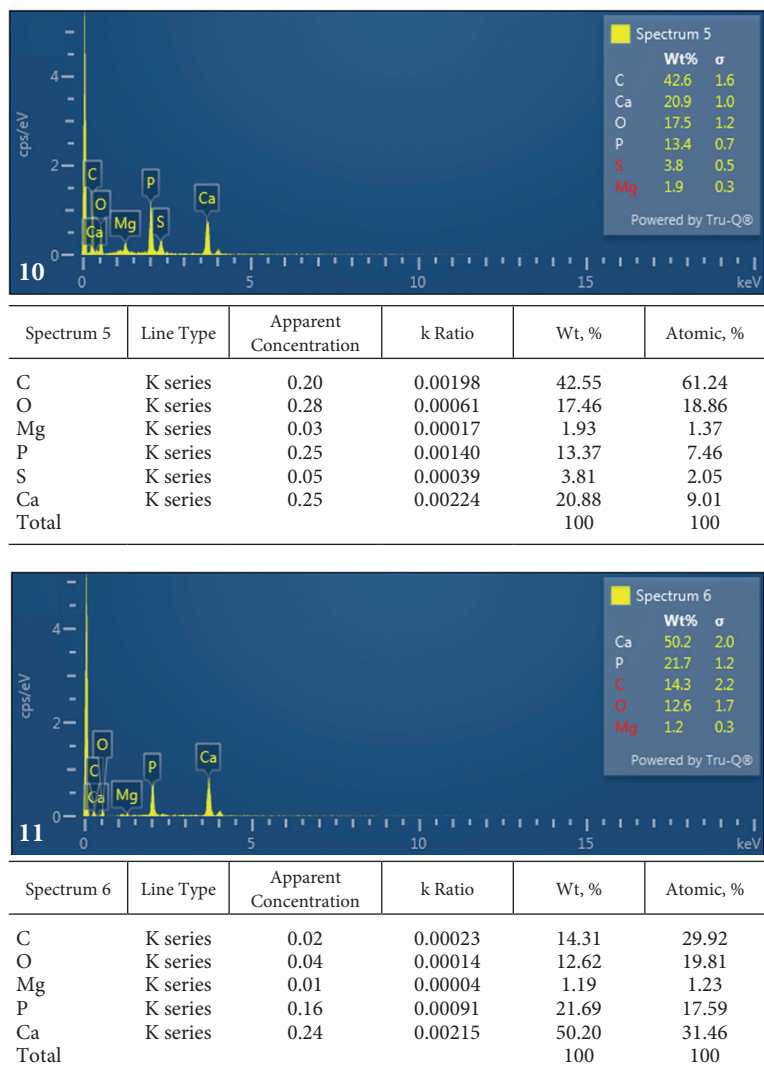 Spectrum 5
Wt% σ
C 42.6 1.6
Ca 20.9 1.0
O 17.5 1.2
P 13.4 0.7
S 3.8 0.5
Mg 1.9 0.3
Powered by Tru-Q®
cps/eV
4
2
0
C
O
Ca
Mg
P
S
Ca
10
0 5 10 15 keV
Spectrum 5 Line Type Apparent Concentration k Ratio Wt, % Atomic, %
C K series 0.20 0.00198 42.55 61.24
O K series 0.28 0.00061 17.46 18.86
Mg K series 0.03 0.00017 1.93 1.37
P K series 0.25 0.00140 13.37 7.46
S K series 0.05 0.00039 3.81 2.05
Ca K series 0.25 0.00224 20.88 9.01
Total 100 100
Spectrum 6
Wt% σ
Ca 50.2 2.0
P 21.7 1.2
C 14.3 2.2
O 12.6 1.7
Mg 1.2 0.3
Powered by Tru-Q®
cps/eV
4
2
0
O
C
Ca
Mg
P
Ca
11
0 5 10 15 keV
Spectrum 6 Line Type Apparent Concentration k Ratio Wt, % Atomic, %
C K series 0.02 0.00023 14.31 29.92
O K series 0.04 0.00014 12.62 19.81
Mg K series 0.01 0.00004 1.19 1.23
P K series 0.16 0.00091 21.69 17.59
Ca K series 0.24 0.00215 50.20 31.46
Total 100 100